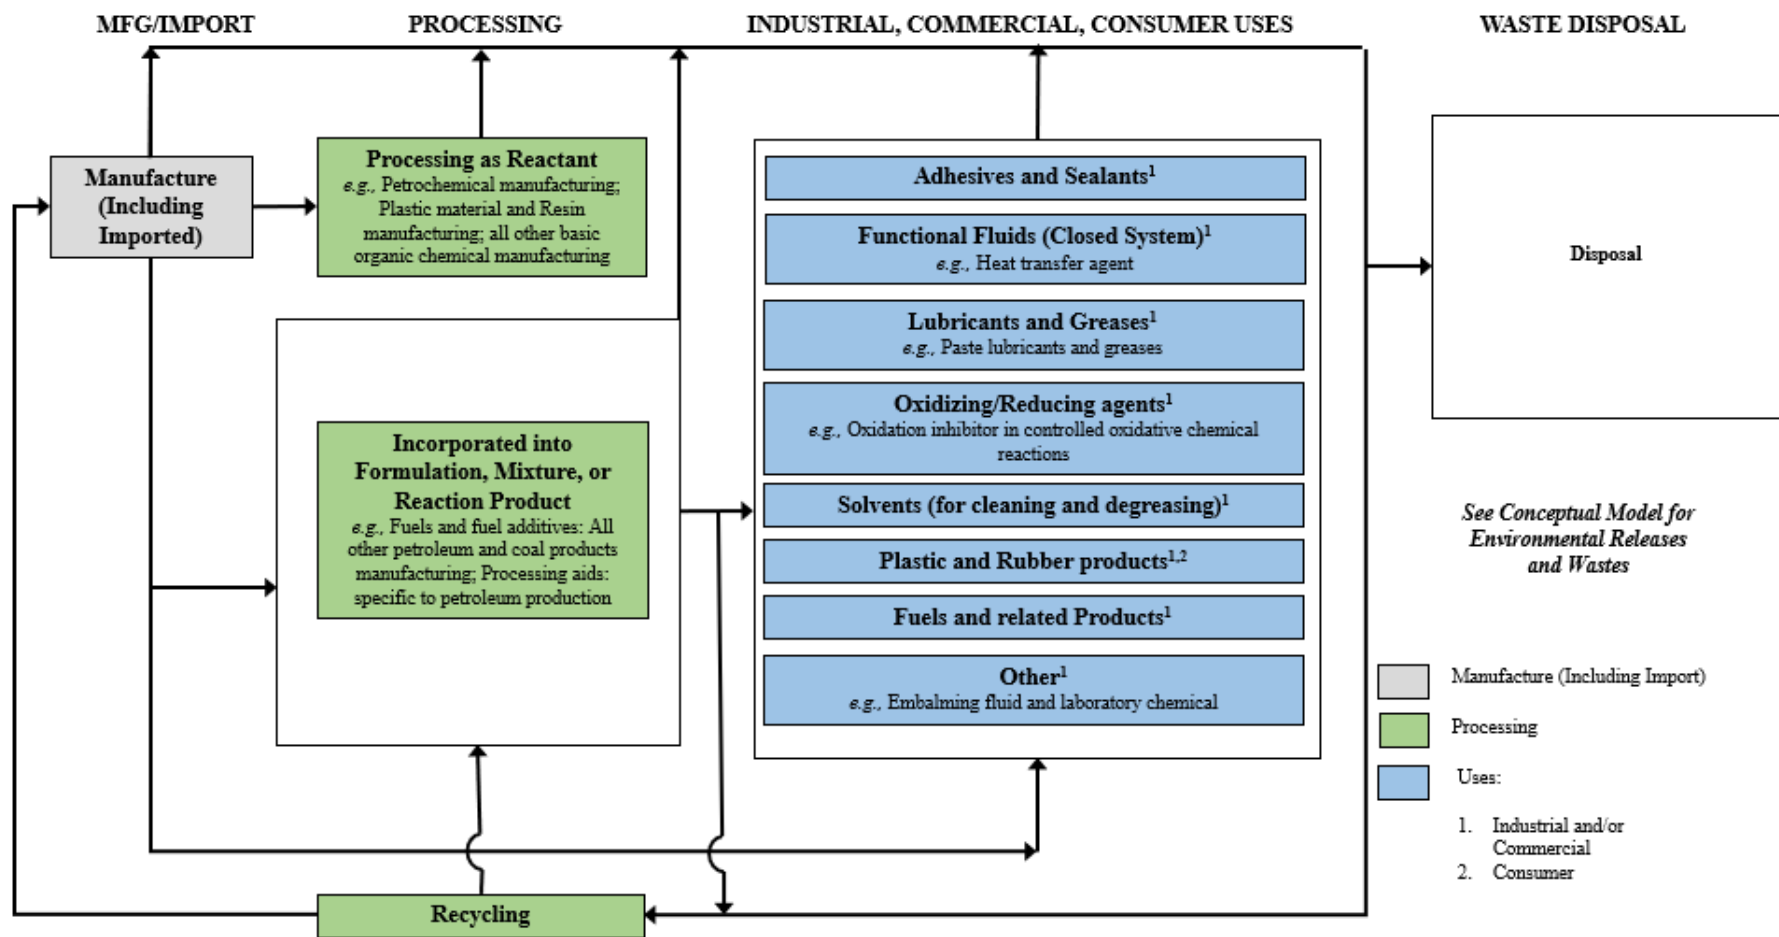 MFG/IMPORT
PROCESSING
INDUSTRIAL, COMMERCIAL, CONSUMER USES
WASTE DISPOSAL
Manufacture
(Including
Imported)
Processing as Reactant
e.g., Petrochemical manufacturing;
Plastic material and Resin
manufacturing; all other basic
organic chemical manufacturing
Incorporated into
Formulation, Mixture, or
Reaction Product
e.g., Fuels and fuel additives: All
other petroleum and coal products
manufacturing; Processing aids:
specific to petroleum production
Recycling
Adhesives and Sealants¹
Functional Fluids (Closed System)¹
e.g., Heat transfer agent
Lubricants and Greases¹
e.g., Paste lubricants and greases
Oxidizing/Reducing agents¹
e.g., Oxidation inhibitor in controlled oxidative chemical
reactions
Solvents (for cleaning and degreasing)¹
Plastic and Rubber products¹,²
Fuels and related Products¹
Other¹
e.g., Embalming fluid and laboratory chemical
Disposal
See Conceptual Model for
Environmental Releases
and Wastes
Manufacture (Including Import)
Processing
Uses:
1. Industrial and/or
Commercial
2. Consumer